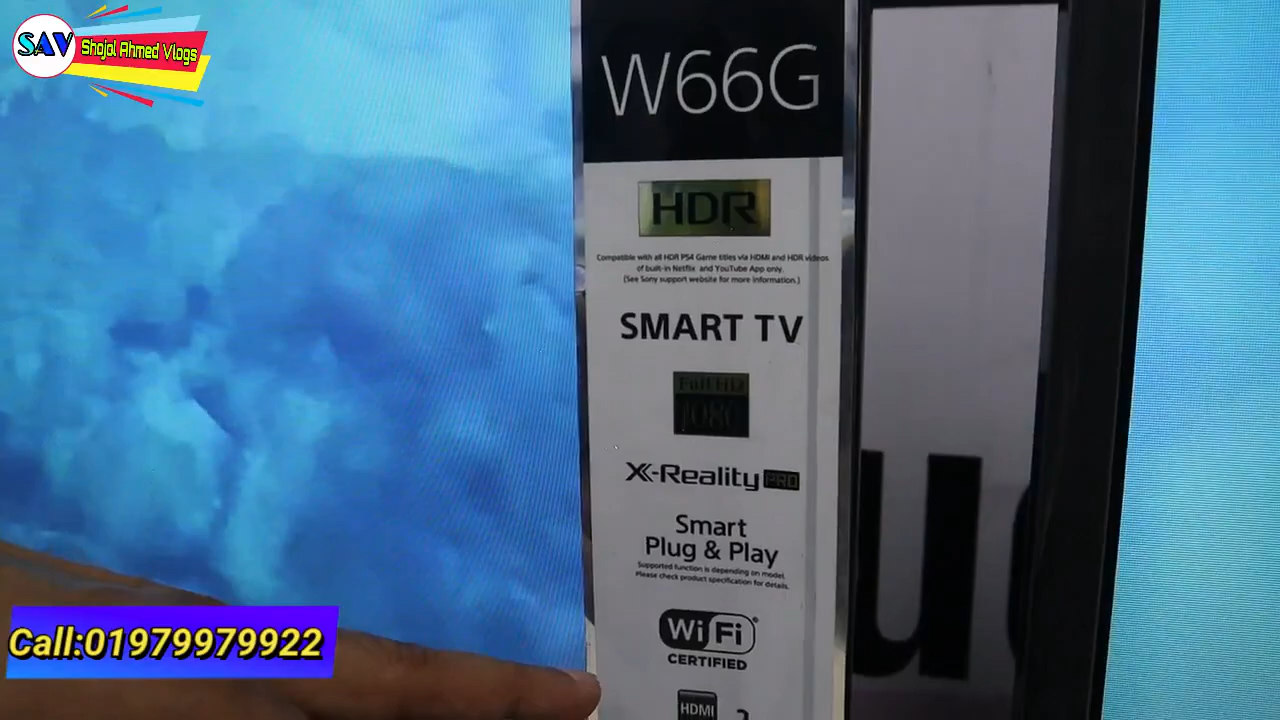 SAV
Shojol Ahmed Vlogs
W66G
HDR
Compatible with all HDR PS4 Game titles via HDMI and HDR videos
of built-in Netflix and YouTube App only.
(See Sony support website for more information.)
SMART TV
Full HD
1080
X-Reality PRO
Smart
Plug & Play
Supported function is depending on model.
Please check product specification for details.
Wi Fi
CERTIFIED
HDMI
Call:01979979922